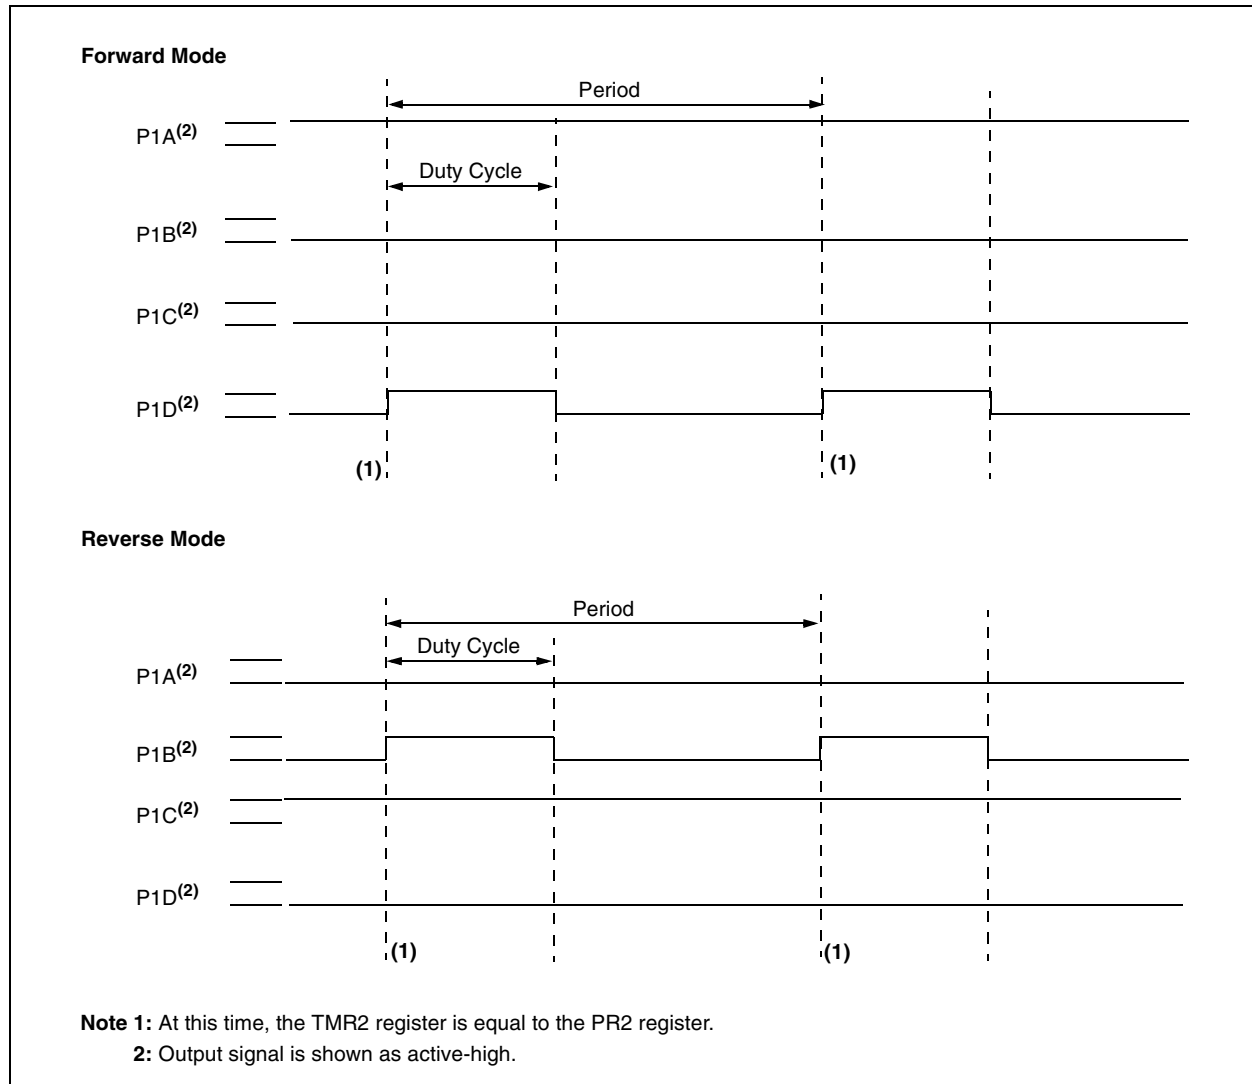 Forward Mode
Period
P1A(2)
Duty Cycle
P1B(2)
P1C(2)
P1D(2)
(1)
(1)
Reverse Mode
Period
Duty Cycle
P1A(2)
P1B(2)
P1C(2)
P1D(2)
(1)
(1)
Note 1: At this time, the TMR2 register is equal to the PR2 register.
2: Output signal is shown as active-high.